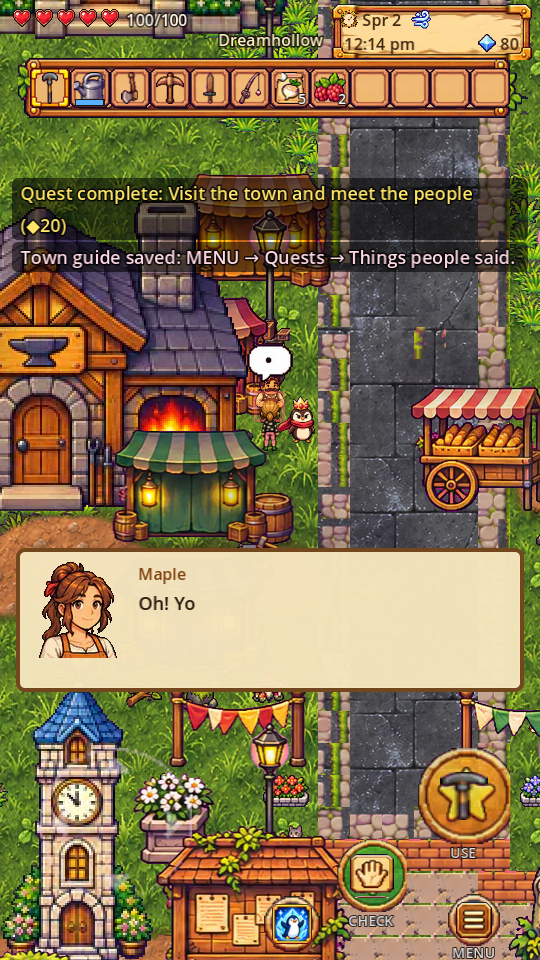 100/100
Spr 2
Dreamhollow
12:14 pm
80
5
2
Quest complete: Visit the town and meet the people
(◆20)
Town guide saved: MENU → Quests → Things people said.
Maple
Oh! Yo
USE
CHECK
MENU